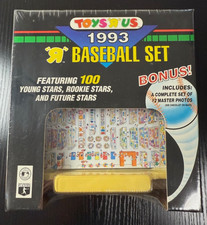 TOYS R US
1993
BASEBALL SET
FEATURING 100
YOUNG STARS, ROOKIE STARS,
AND FUTURE STARS
BONUS!
INCLUDES:
A COMPLETE SET OF
12 MASTER PHOTOS